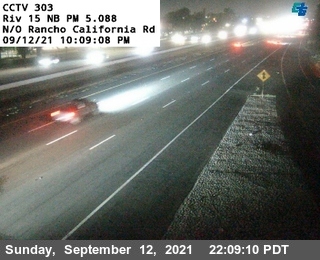 CCTV 303
Riv 15 NB PM 5.088
N/O Rancho California Rd
09/12/21 10:09:08 PM
Sunday, September 12, 2021 22:09:10 PDT